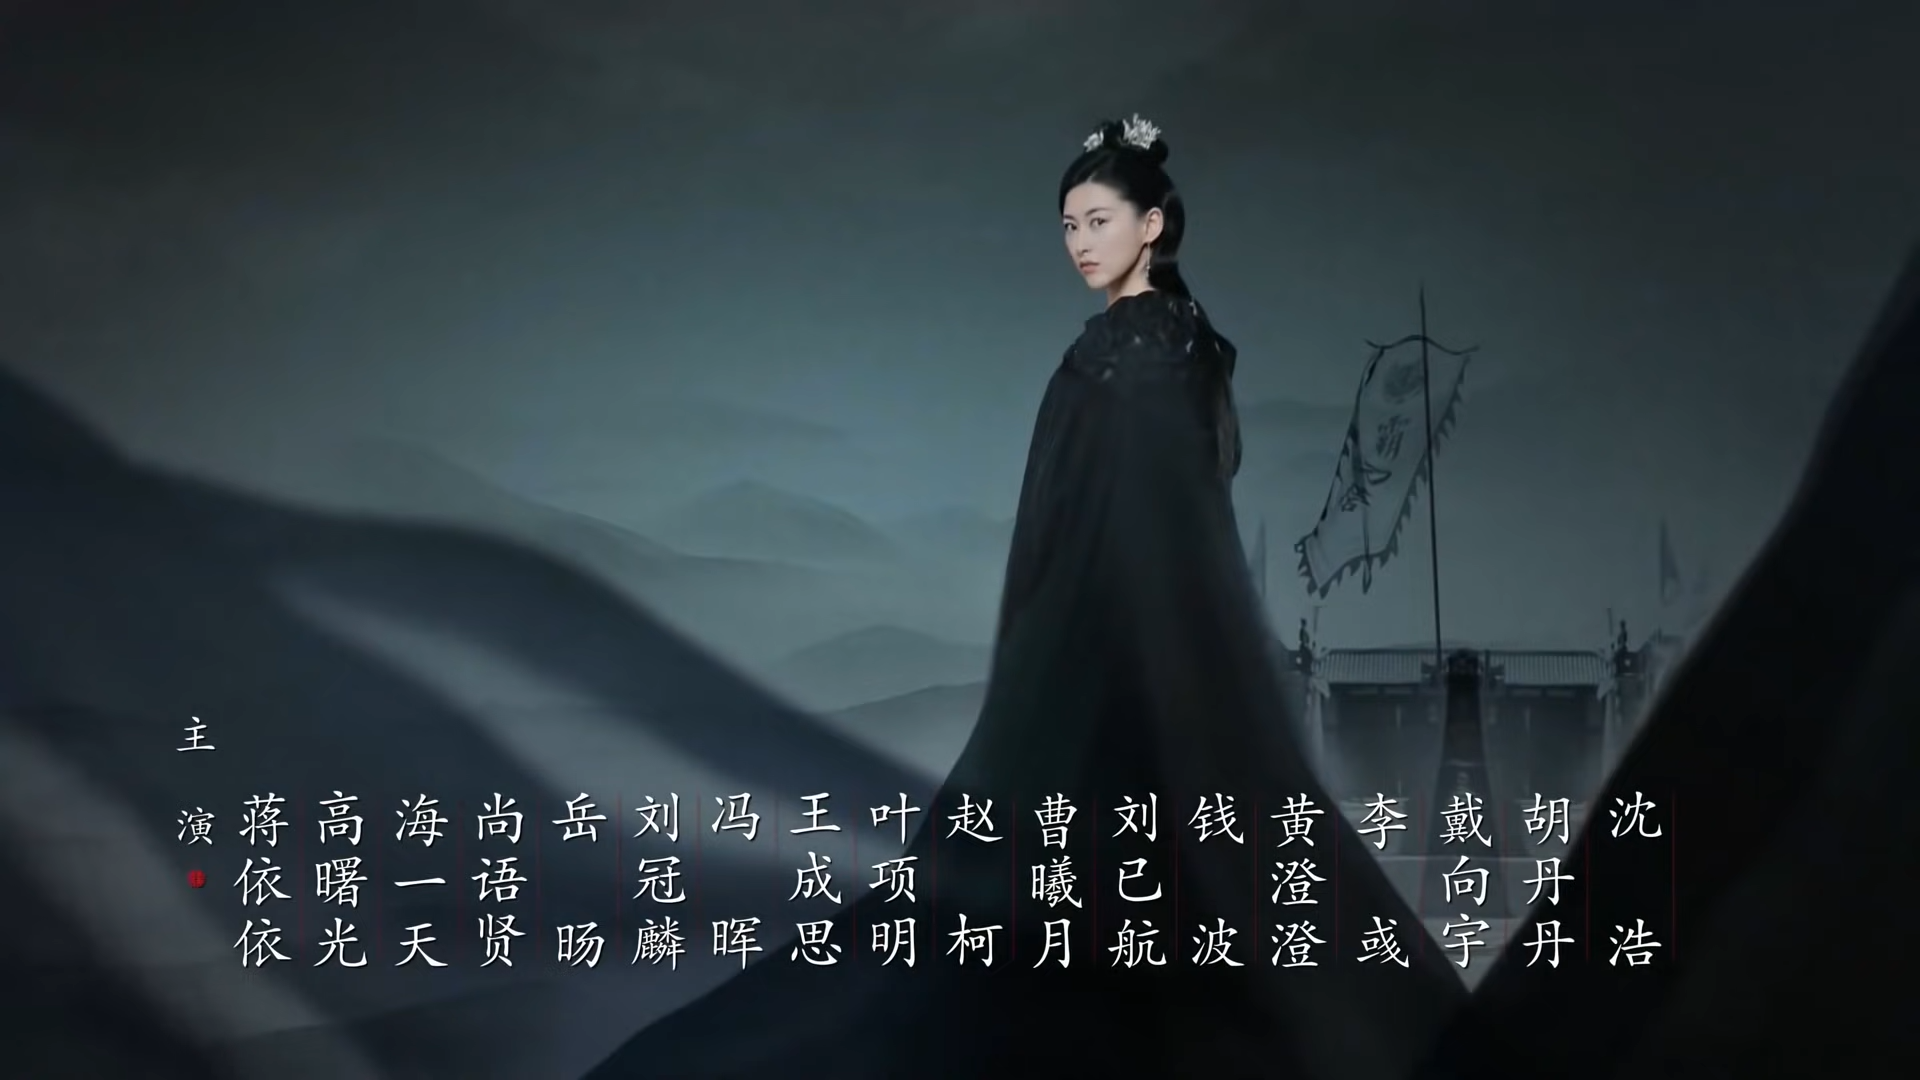 主演
蒋依依
高曙光
海一天
尚语贤
岳旸
刘冠麟
冯晖
王成思
叶项明
赵柯
曹曦月
刘已航
钱波
黄澄澄
李彧
戴向宇
胡丹丹
沈浩